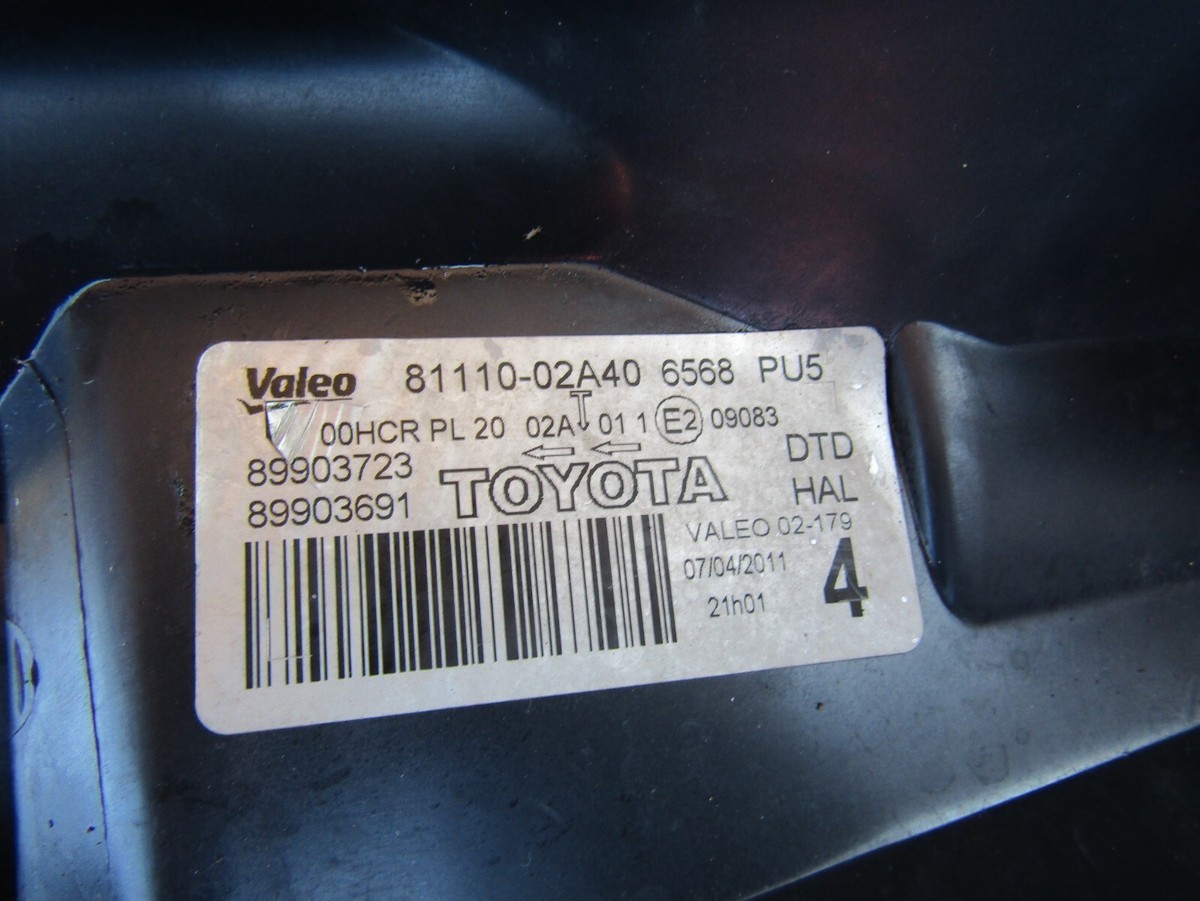 Valeo 81110-02A40 6568 PU5
00HCR PL 20 02A 01 1 E2 09083
89903723 TOYOTA DTD
89903691 HAL
VALEO 02-179
07/04/2011 4
21h01